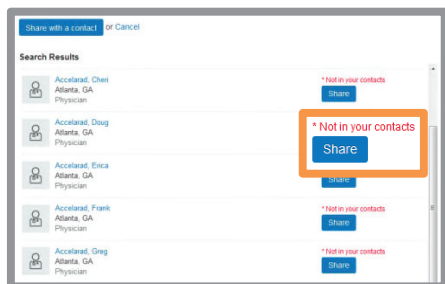 Share with a contact or Cancel
Search Results
Accelarad, Cheri
Atlanta, GA
Physician
* Not in your contacts
Share
Accelarad, Doug
Atlanta, GA
Physician
* Not in your contacts
Share
Accelarad, Erica
Atlanta, GA
Physician
Share
Accelarad, Frank
Atlanta, GA
Physician
* Not in your contacts
Share
Accelarad, Greg
Atlanta, GA
Physician
* Not in your contacts
Share